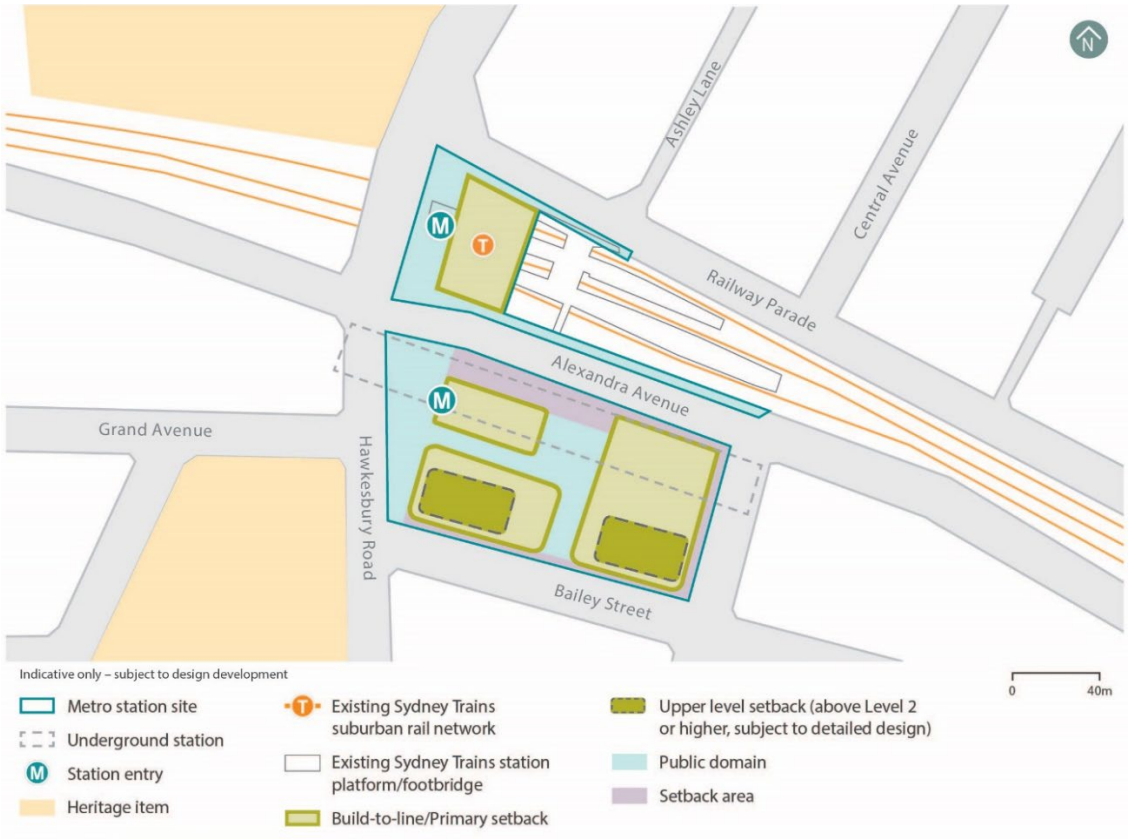 N
Ashley Lane
Central Avenue
M
T
Railway Parade
Alexandra Avenue
M
Grand Avenue
Hawkesbury Road
Bailey Street
Indicative only – subject to design development
0 40m
Metro station site
Underground station
M Station entry
Heritage item
T Existing Sydney Trains
suburban rail network
Existing Sydney Trains station
platform/footbridge
Build-to-line/Primary setback
Upper level setback (above Level 2
or higher, subject to detailed design)
Public domain
Setback area